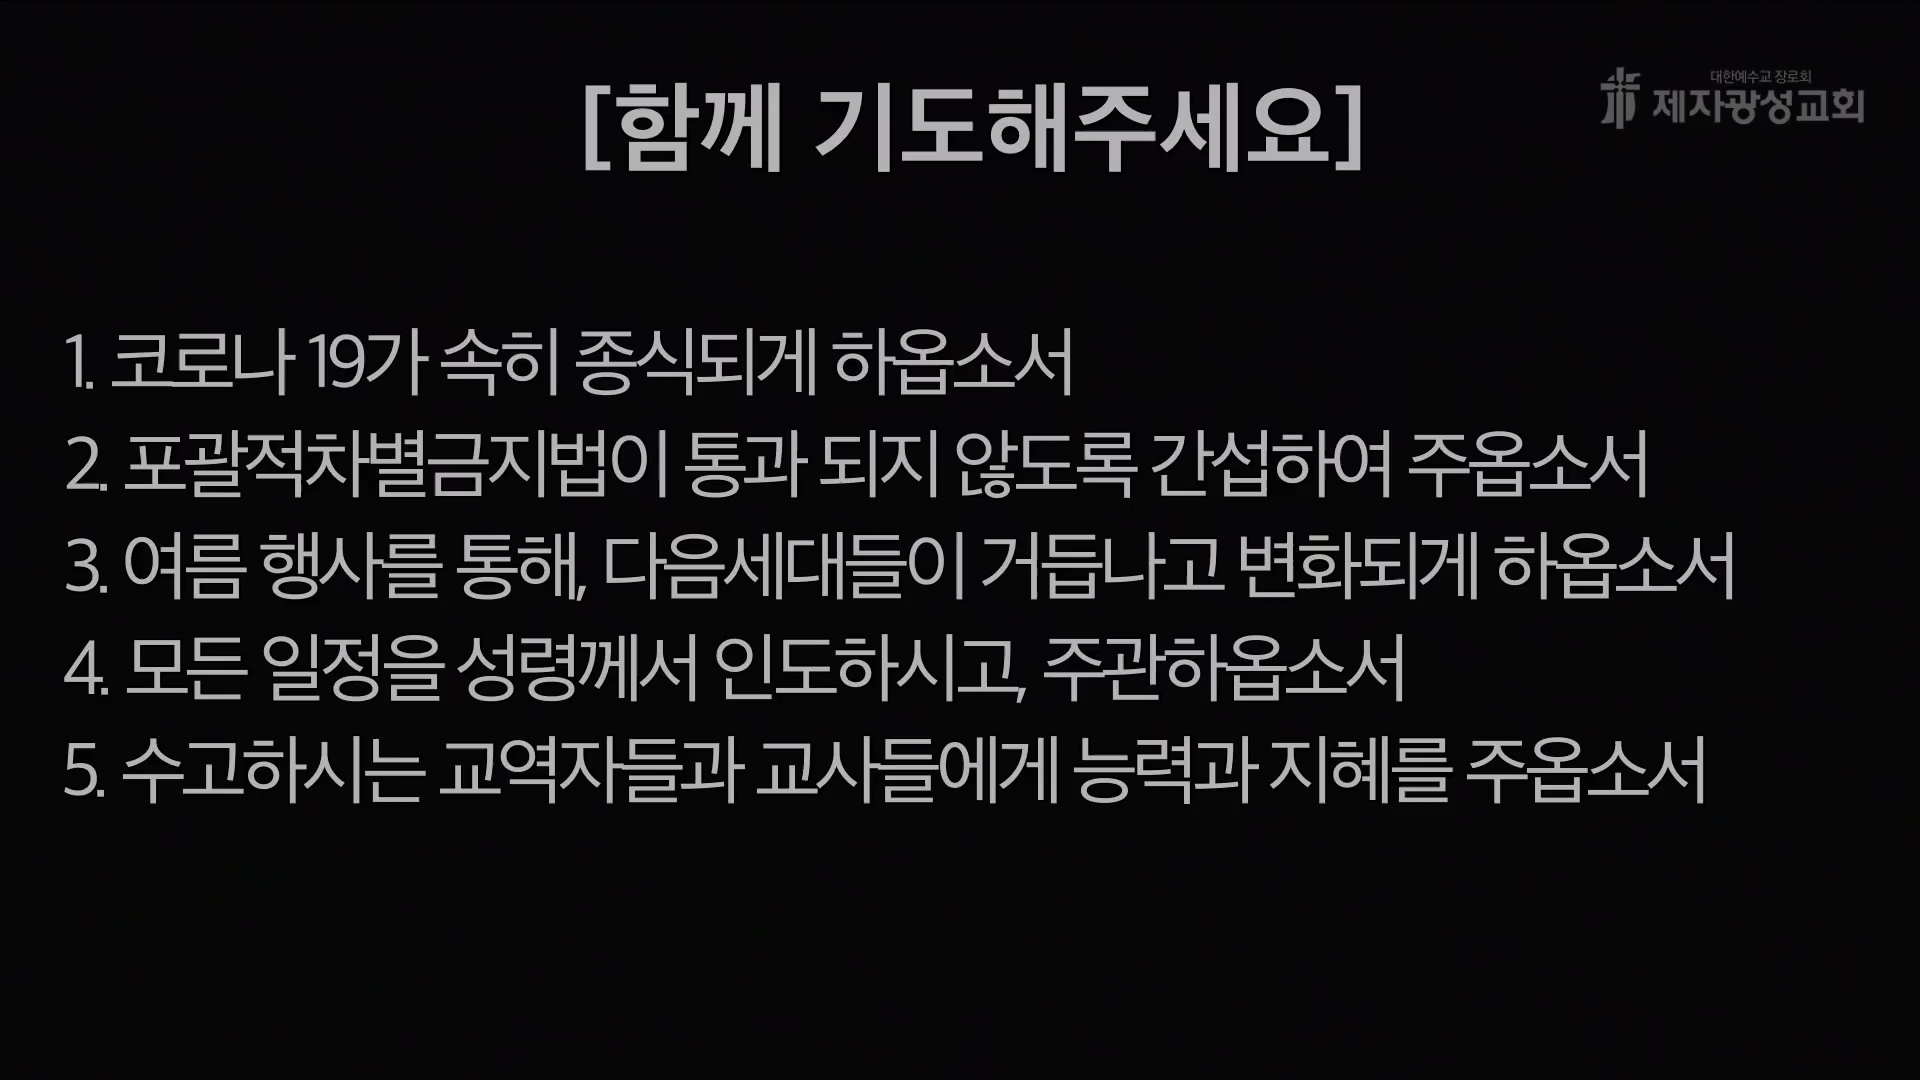 대한예수교 장로회
제자광성교회
[함께 기도해주세요]
1. 코로나 19가 속히 종식되게 하옵소서
2. 포괄적차별금지법이 통과 되지 않도록 간섭하여 주옵소서
3. 여름 행사를 통해, 다음세대들이 거듭나고 변화되게 하옵소서
4. 모든 일정을 성령께서 인도하시고, 주관하옵소서
5. 수고하시는 교역자들과 교사들에게 능력과 지혜를 주옵소서